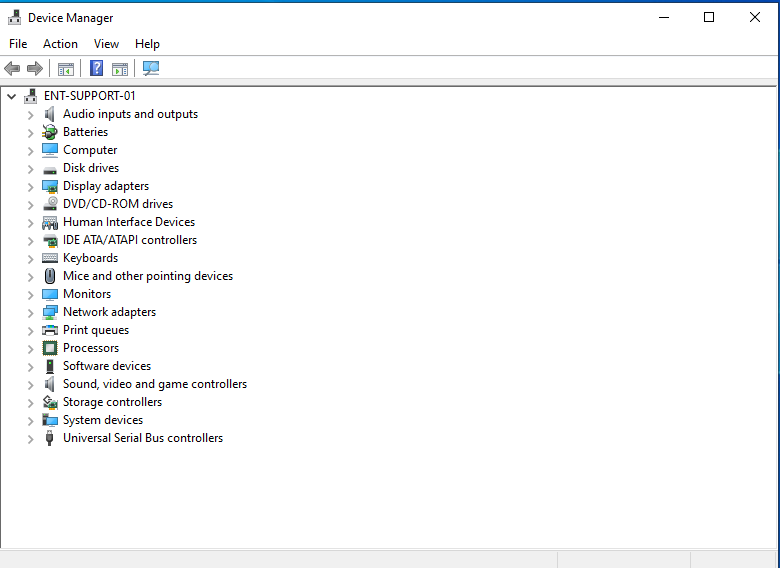 Device Manager
File Action View Help
?
ENT-SUPPORT-01
Audio inputs and outputs
Batteries
Computer
Disk drives
Display adapters
DVD/CD-ROM drives
Human Interface Devices
IDE ATA/ATAPI controllers
Keyboards
Mice and other pointing devices
Monitors
Network adapters
Print queues
Processors
Software devices
Sound, video and game controllers
Storage controllers
System devices
Universal Serial Bus controllers